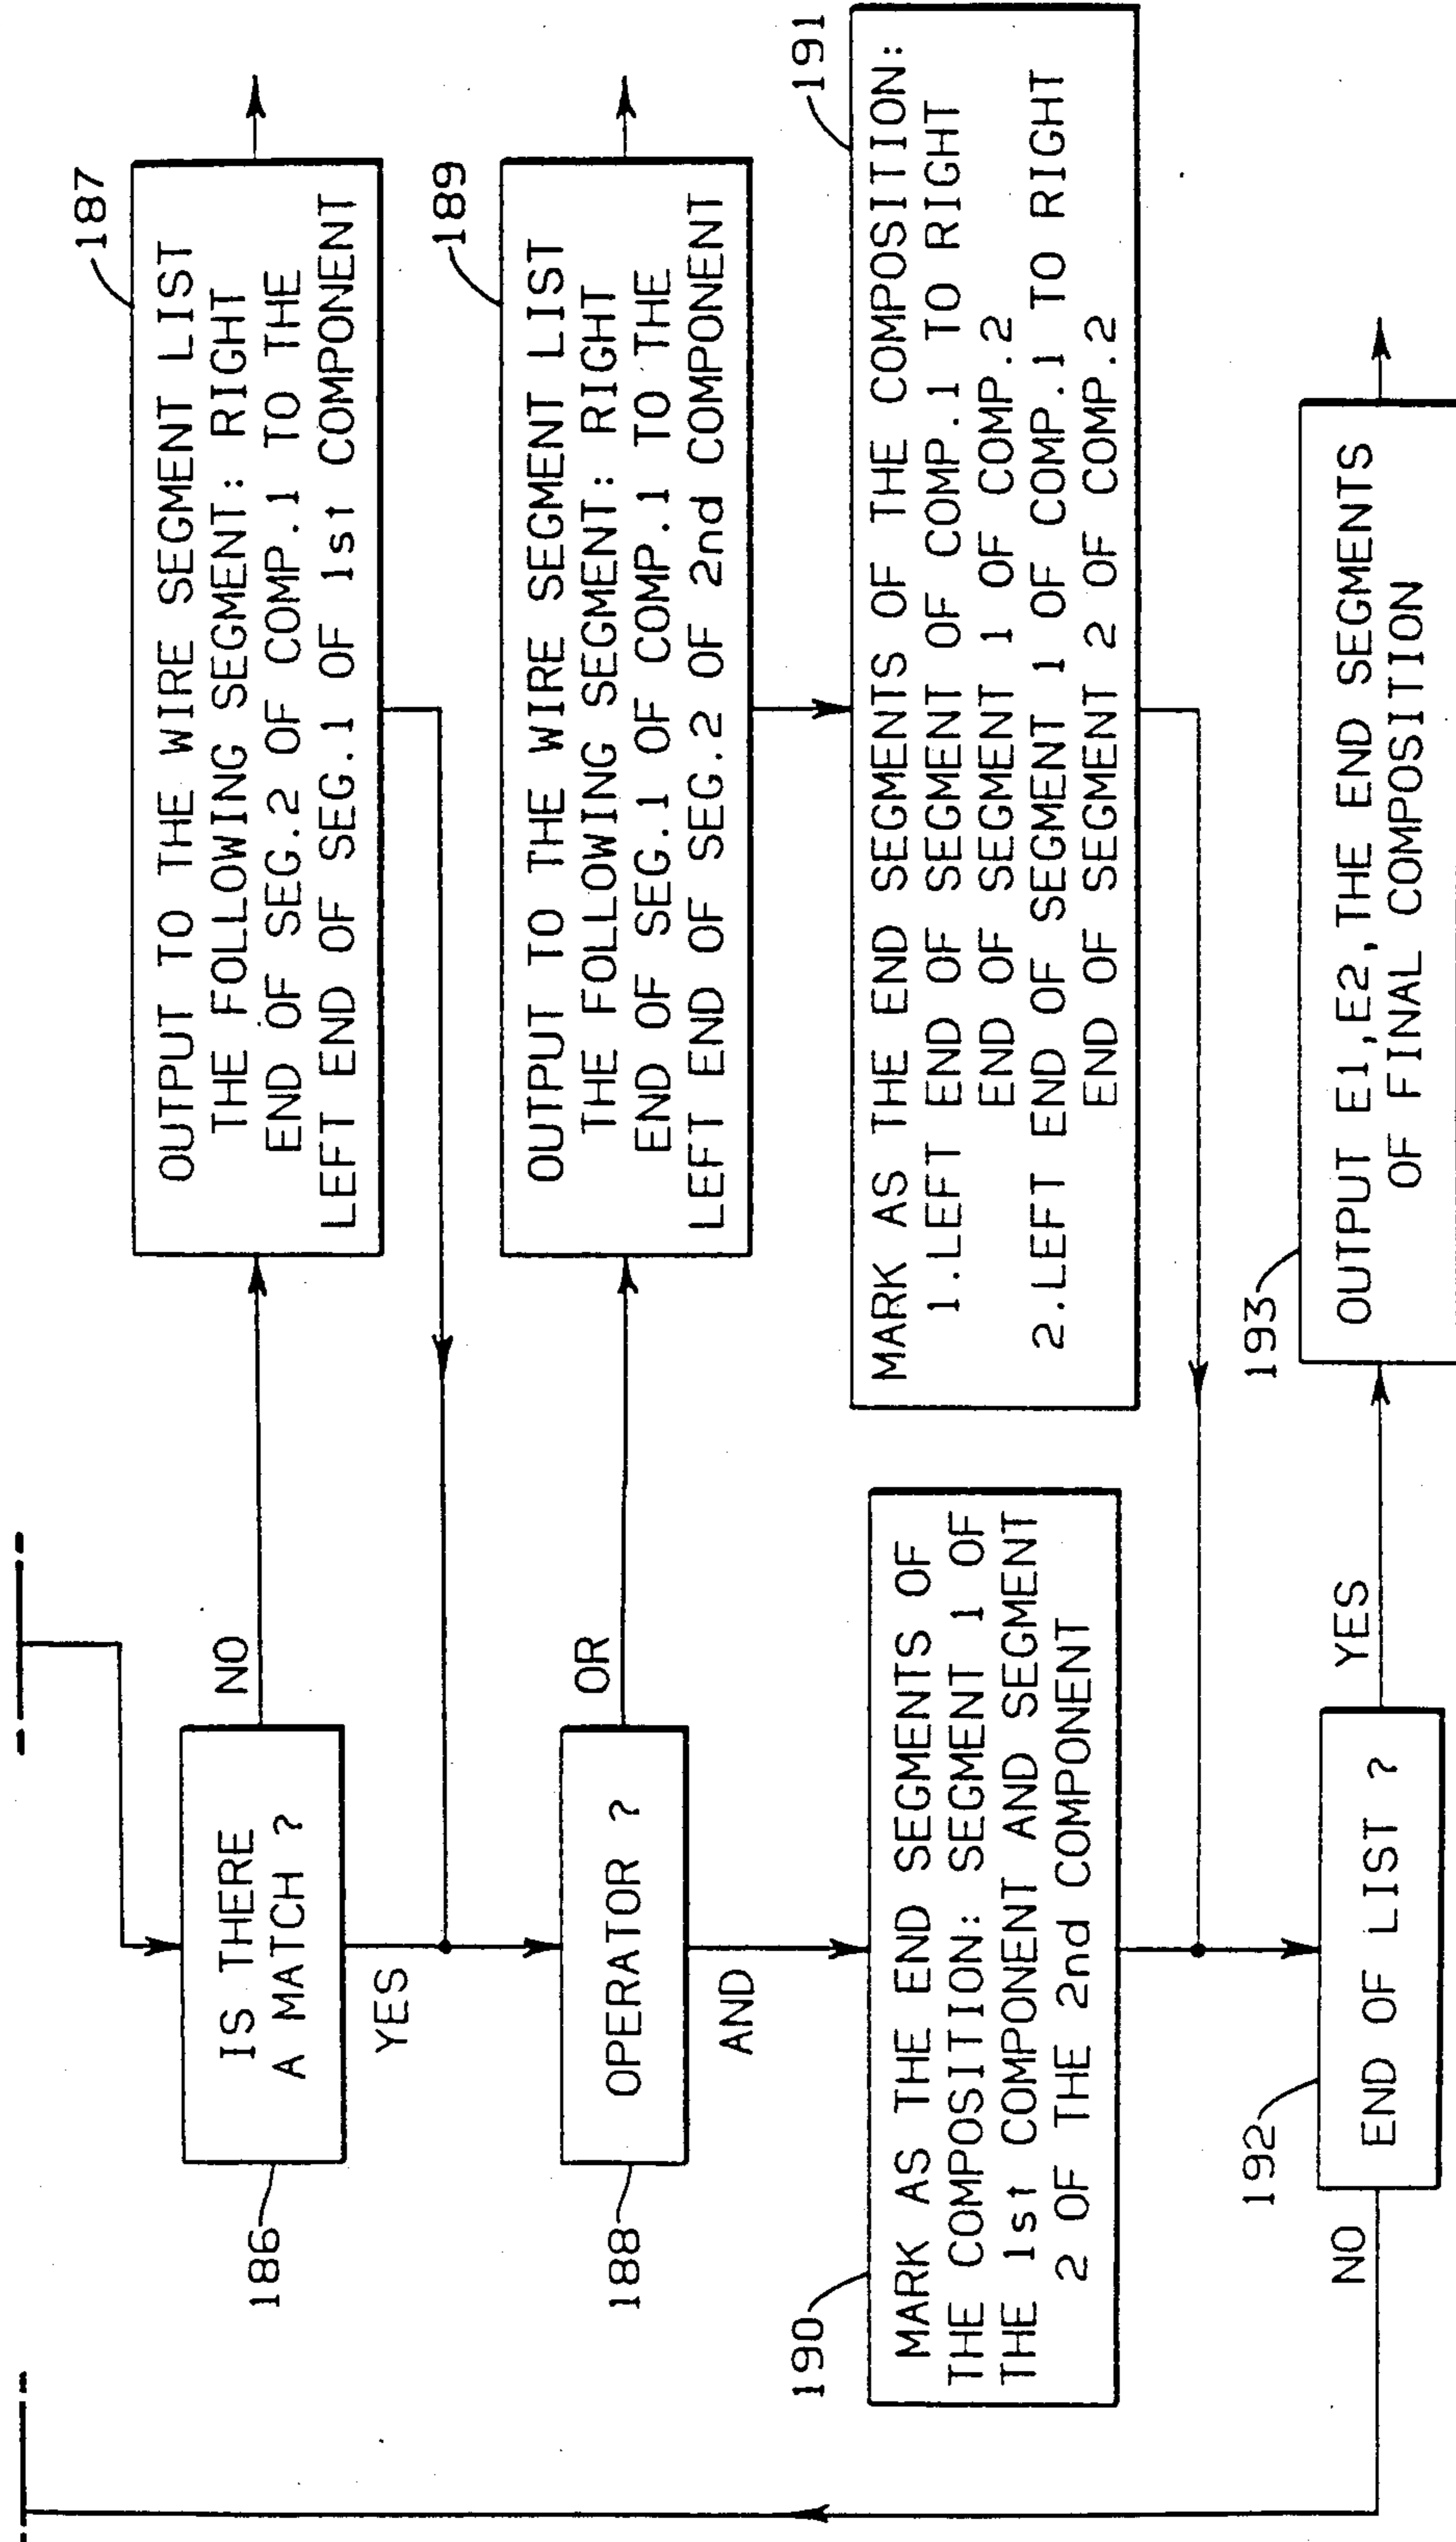 186
IS THERE
A MATCH ?
NO
YES
187
OUTPUT TO THE WIRE SEGMENT LIST
THE FOLLOWING SEGMENT: RIGHT
END OF SEG.2 OF COMP.1 TO THE
LEFT END OF SEG.1 OF 1st COMPONENT
188
OPERATOR ?
OR
AND
189
OUTPUT TO THE WIRE SEGMENT LIST
THE FOLLOWING SEGMENT: RIGHT
END OF SEG.1 OF COMP.1 TO THE
LEFT END OF SEG.2 OF 2nd COMPONENT
190
MARK AS THE END SEGMENTS OF
THE COMPOSITION: SEGMENT 1 OF
THE 1st COMPONENT AND SEGMENT
2 OF THE 2nd COMPONENT
191
MARK AS THE END SEGMENTS OF THE COMPOSITION:
1.LEFT END OF SEGMENT OF COMP.1 TO RIGHT
END OF SEGMENT 1 OF COMP.2
2.LEFT END OF SEGMENT 1 OF COMP.1 TO RIGHT
END OF SEGMENT 2 OF COMP.2
192
END OF LIST ?
NO
YES
193
OUTPUT E1,E2,THE END SEGMENTS
OF FINAL COMPOSITION